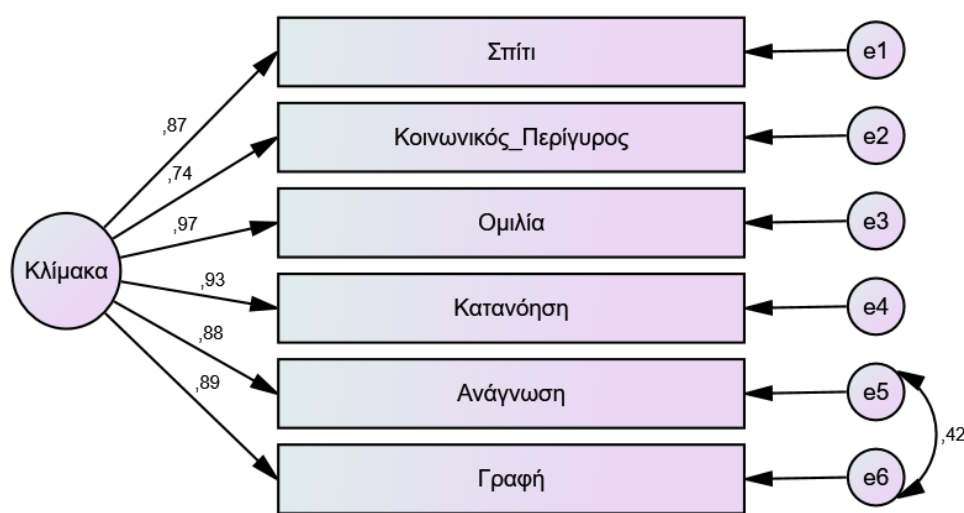 Σπίτι
e1
,87
Κοινωνικός_Περίγυρος
e2
,74
Ομιλία
e3
,97
Κλίμακα
Κατανόηση
e4
,93
Ανάγνωση
e5
,88
,42
Γραφή
e6
,89